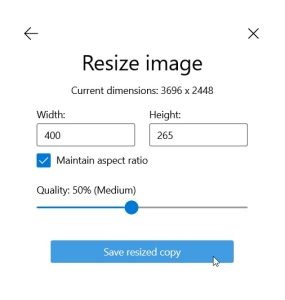 Resize image
Current dimensions: 3696 x 2448
Width: Height:
400 265
Maintain aspect ratio
Quality: 50% (Medium)
Save resized copy